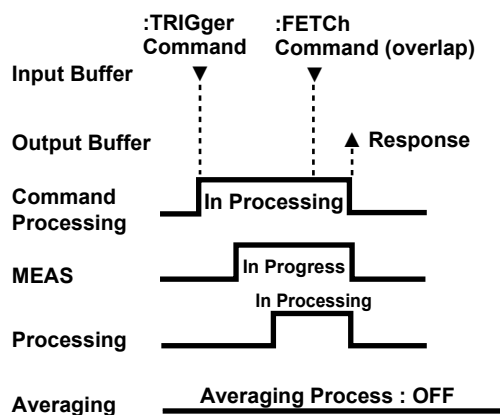 :TRIGger
Command
:FETCh
Command (overlap)
Input Buffer
Output Buffer
Response
Command
Processing
In Processing
MEAS
In Progress
In Processing
Processing
Averaging
Averaging Process : OFF